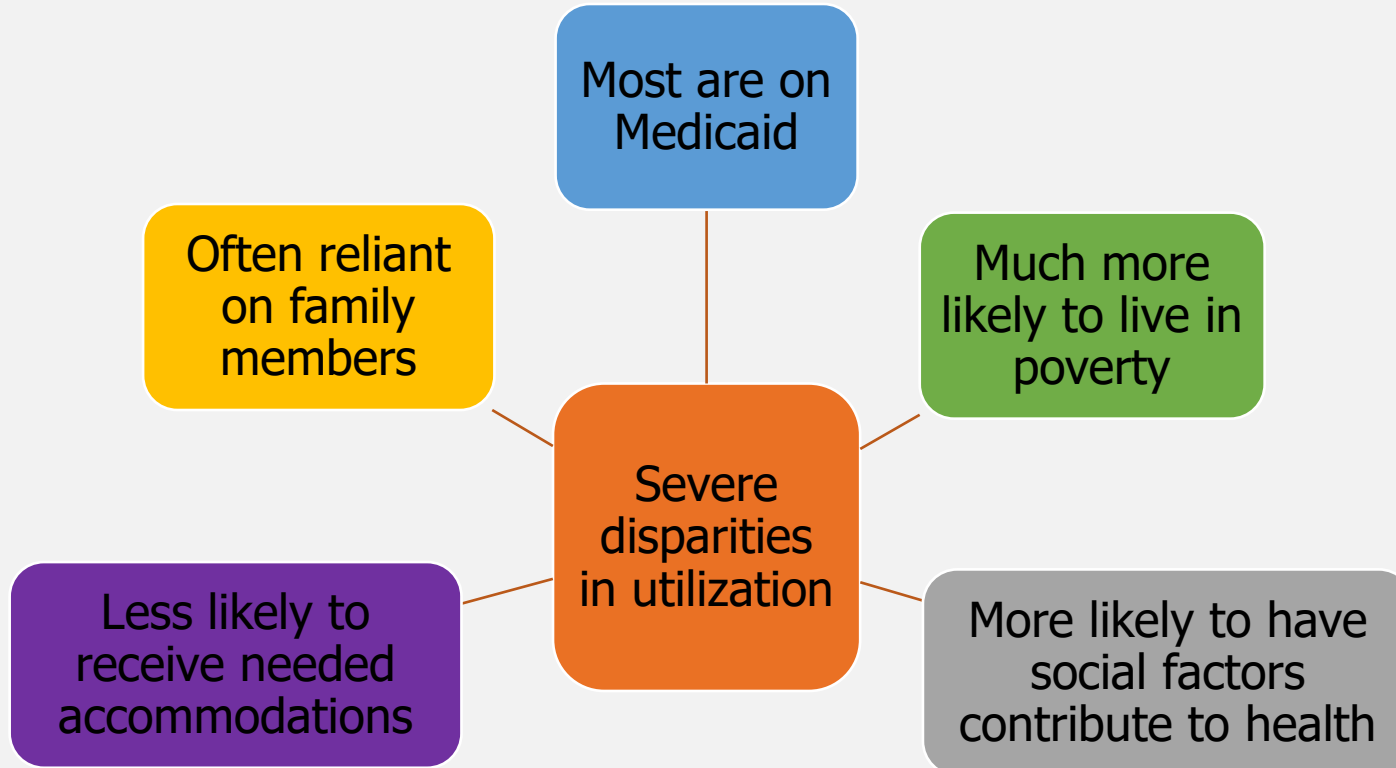 Most are on
Medicaid
Often reliant
on family
members
Much more
likely to live in
poverty
Severe
disparities
in utilization
Less likely to
receive needed
accommodations
More likely to have
social factors
contribute to health